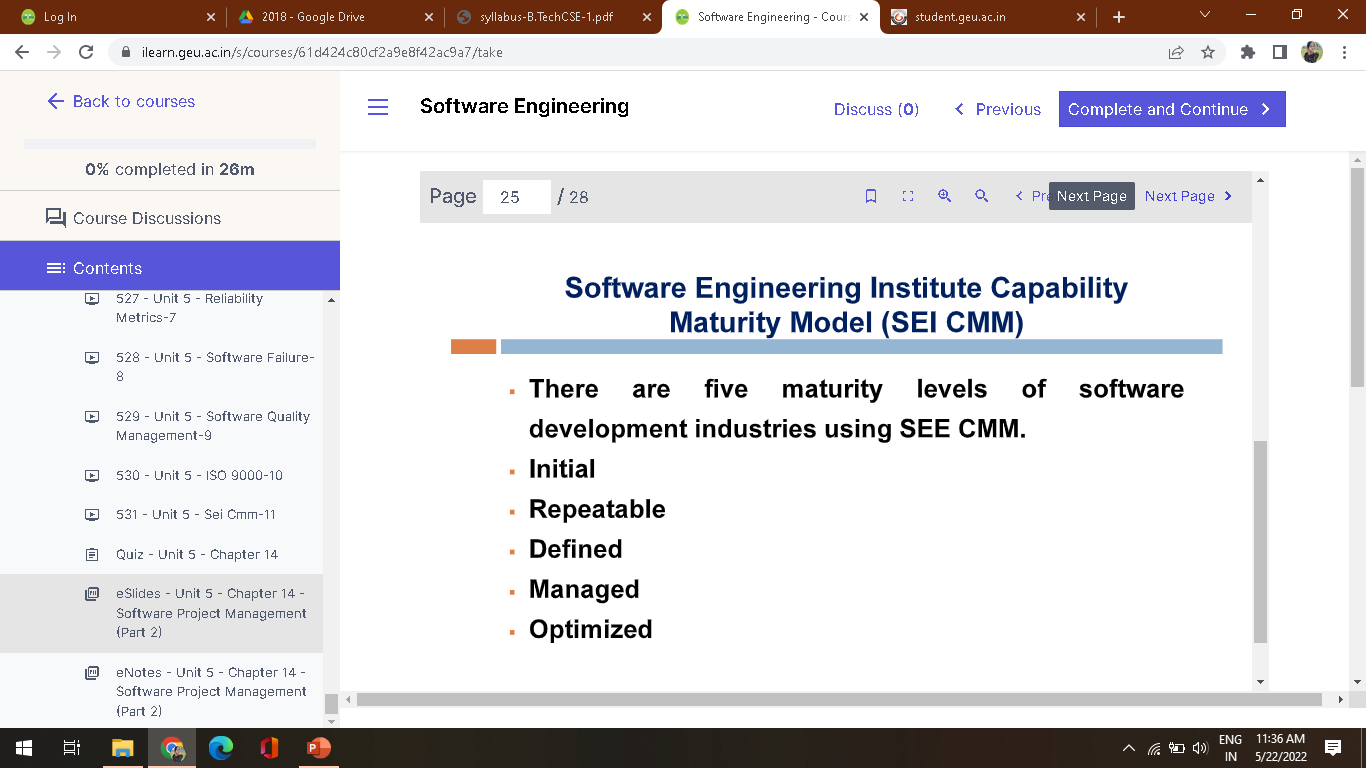 Log In
2018 - Google Drive
syllabus-B.TechCSE-1.pdf
Software Engineering - Cour
student.geu.ac.in
ilearn.geu.ac.in/s/courses/61d424c80cf2a9e8f42ac9a7/take
Back to courses
0% completed in 26m
Course Discussions
Contents
527 - Unit 5 - Reliability
Metrics-7
528 - Unit 5 - Software Failure-
8
529 - Unit 5 - Software Quality
Management-9
530 - Unit 5 - ISO 9000-10
531 - Unit 5 - Sei Cmm-11
Quiz - Unit 5 - Chapter 14
eSlides - Unit 5 - Chapter 14 -
Software Project Management
(Part 2)
eNotes - Unit 5 - Chapter 14 -
Software Project Management
(Part 2)
Software Engineering
Discuss (0)
Previous
Complete and Continue
Page 25 / 28
Pre
Next Page
Next Page
Software Engineering Institute Capability
Maturity Model (SEI CMM)
There are five maturity levels of software
development industries using SEE CMM.
Initial
Repeatable
Defined
Managed
Optimized
ENG
IN
11:36 AM
5/22/2022